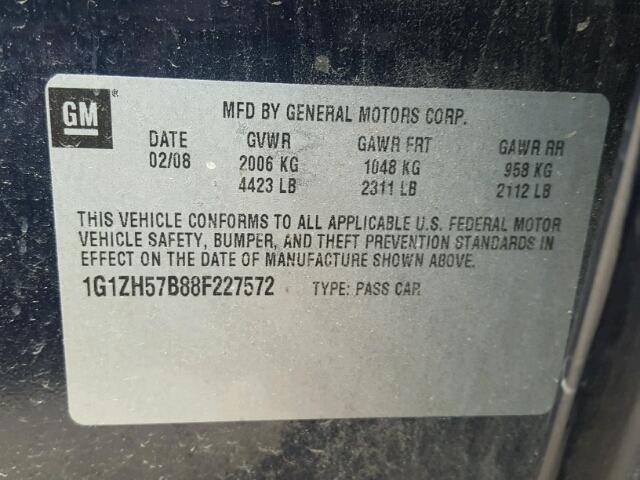 GM®
MFD BY GENERAL MOTORS CORP.
DATE GVWR GAWR FRT GAWR RR
02/08 2006 KG 1048 KG 958 KG
4423 LB 2311 LB 2112 LB
THIS VEHICLE CONFORMS TO ALL APPLICABLE U.S. FEDERAL MOTOR
VEHICLE SAFETY, BUMPER, AND THEFT PREVENTION STANDARDS IN
EFFECT ON THE DATE OF MANUFACTURE SHOWN ABOVE.
1G1ZH57B88F227572 TYPE: PASS CAR